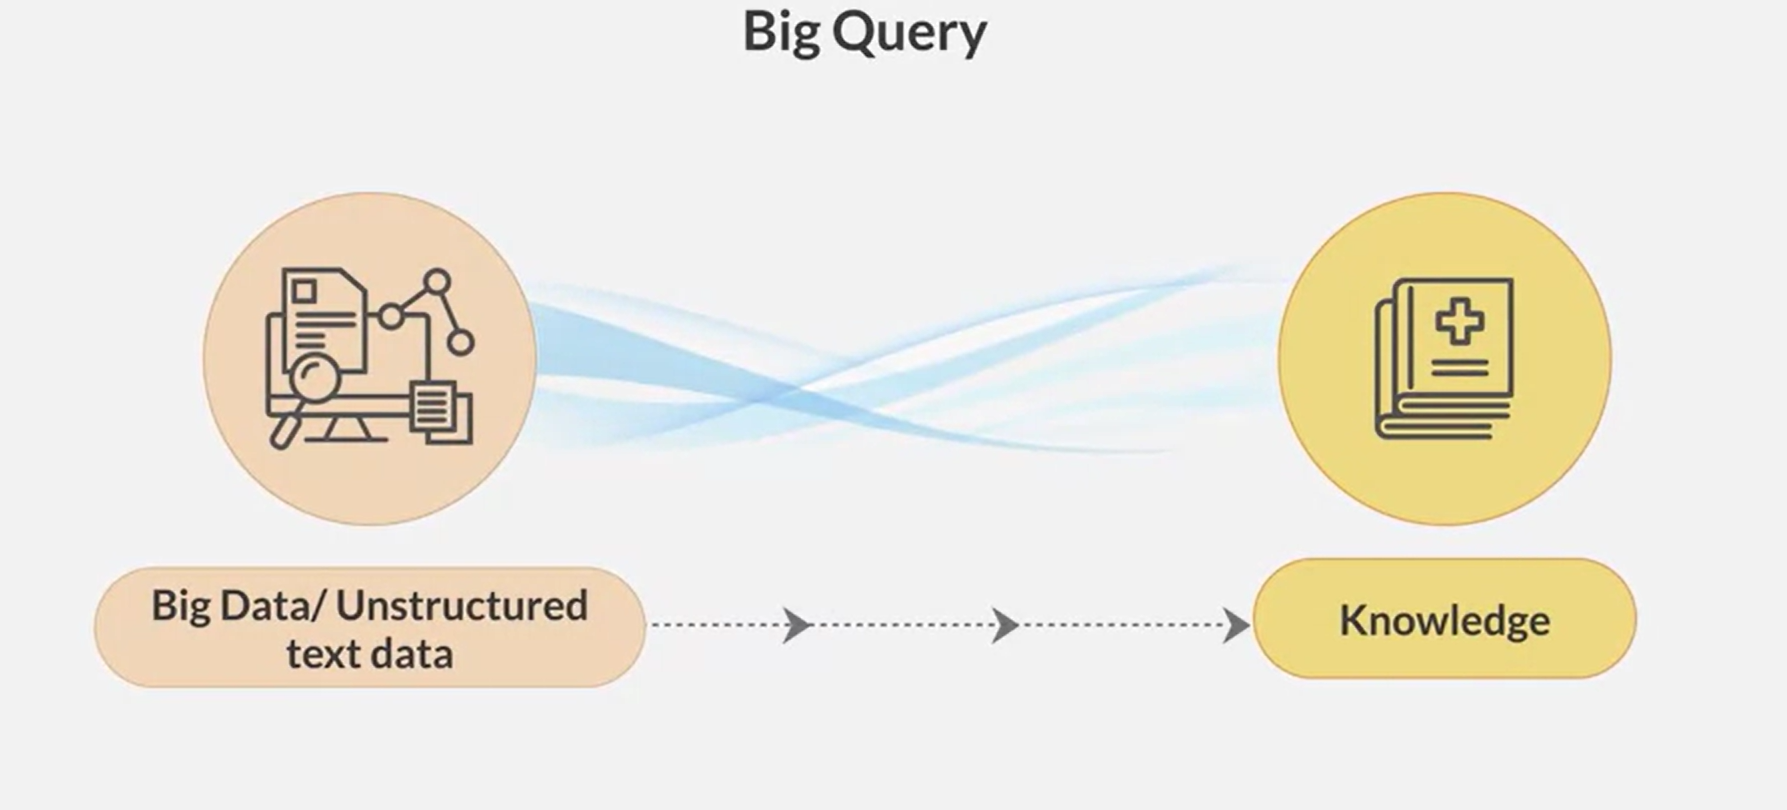 Big Query
Big Data/ Unstructured
text data
Knowledge